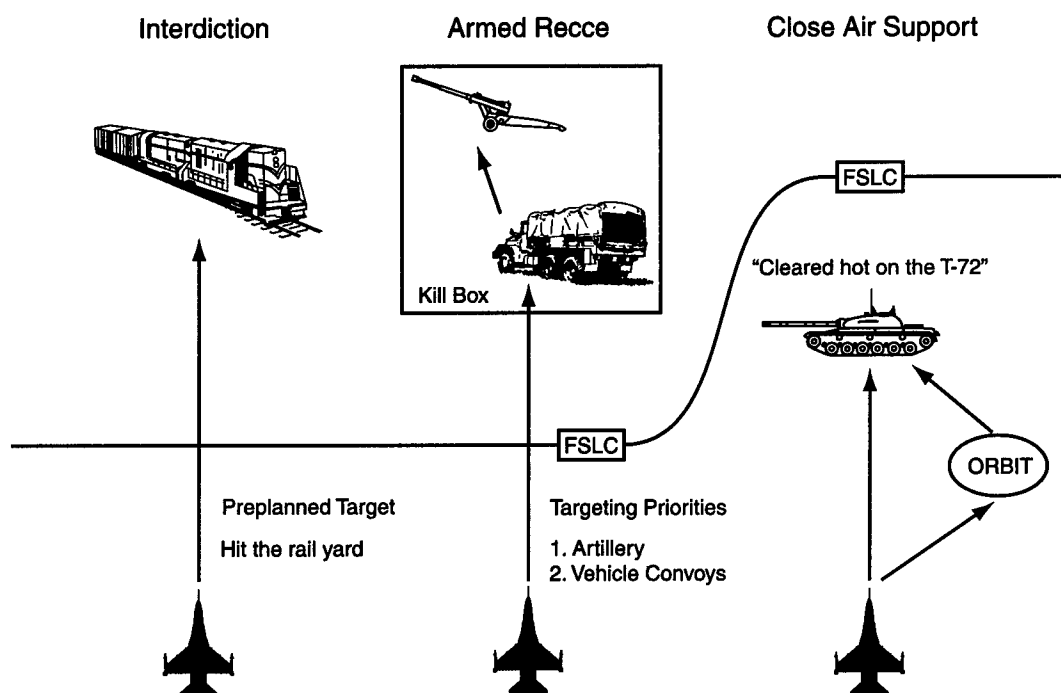 Interdiction
Armed Recce
Close Air Support
Kill Box
FSLC
"Cleared hot on the T-72"
FSLC
ORBIT
Preplanned Target
Hit the rail yard
Targeting Priorities
1. Artillery
2. Vehicle Convoys